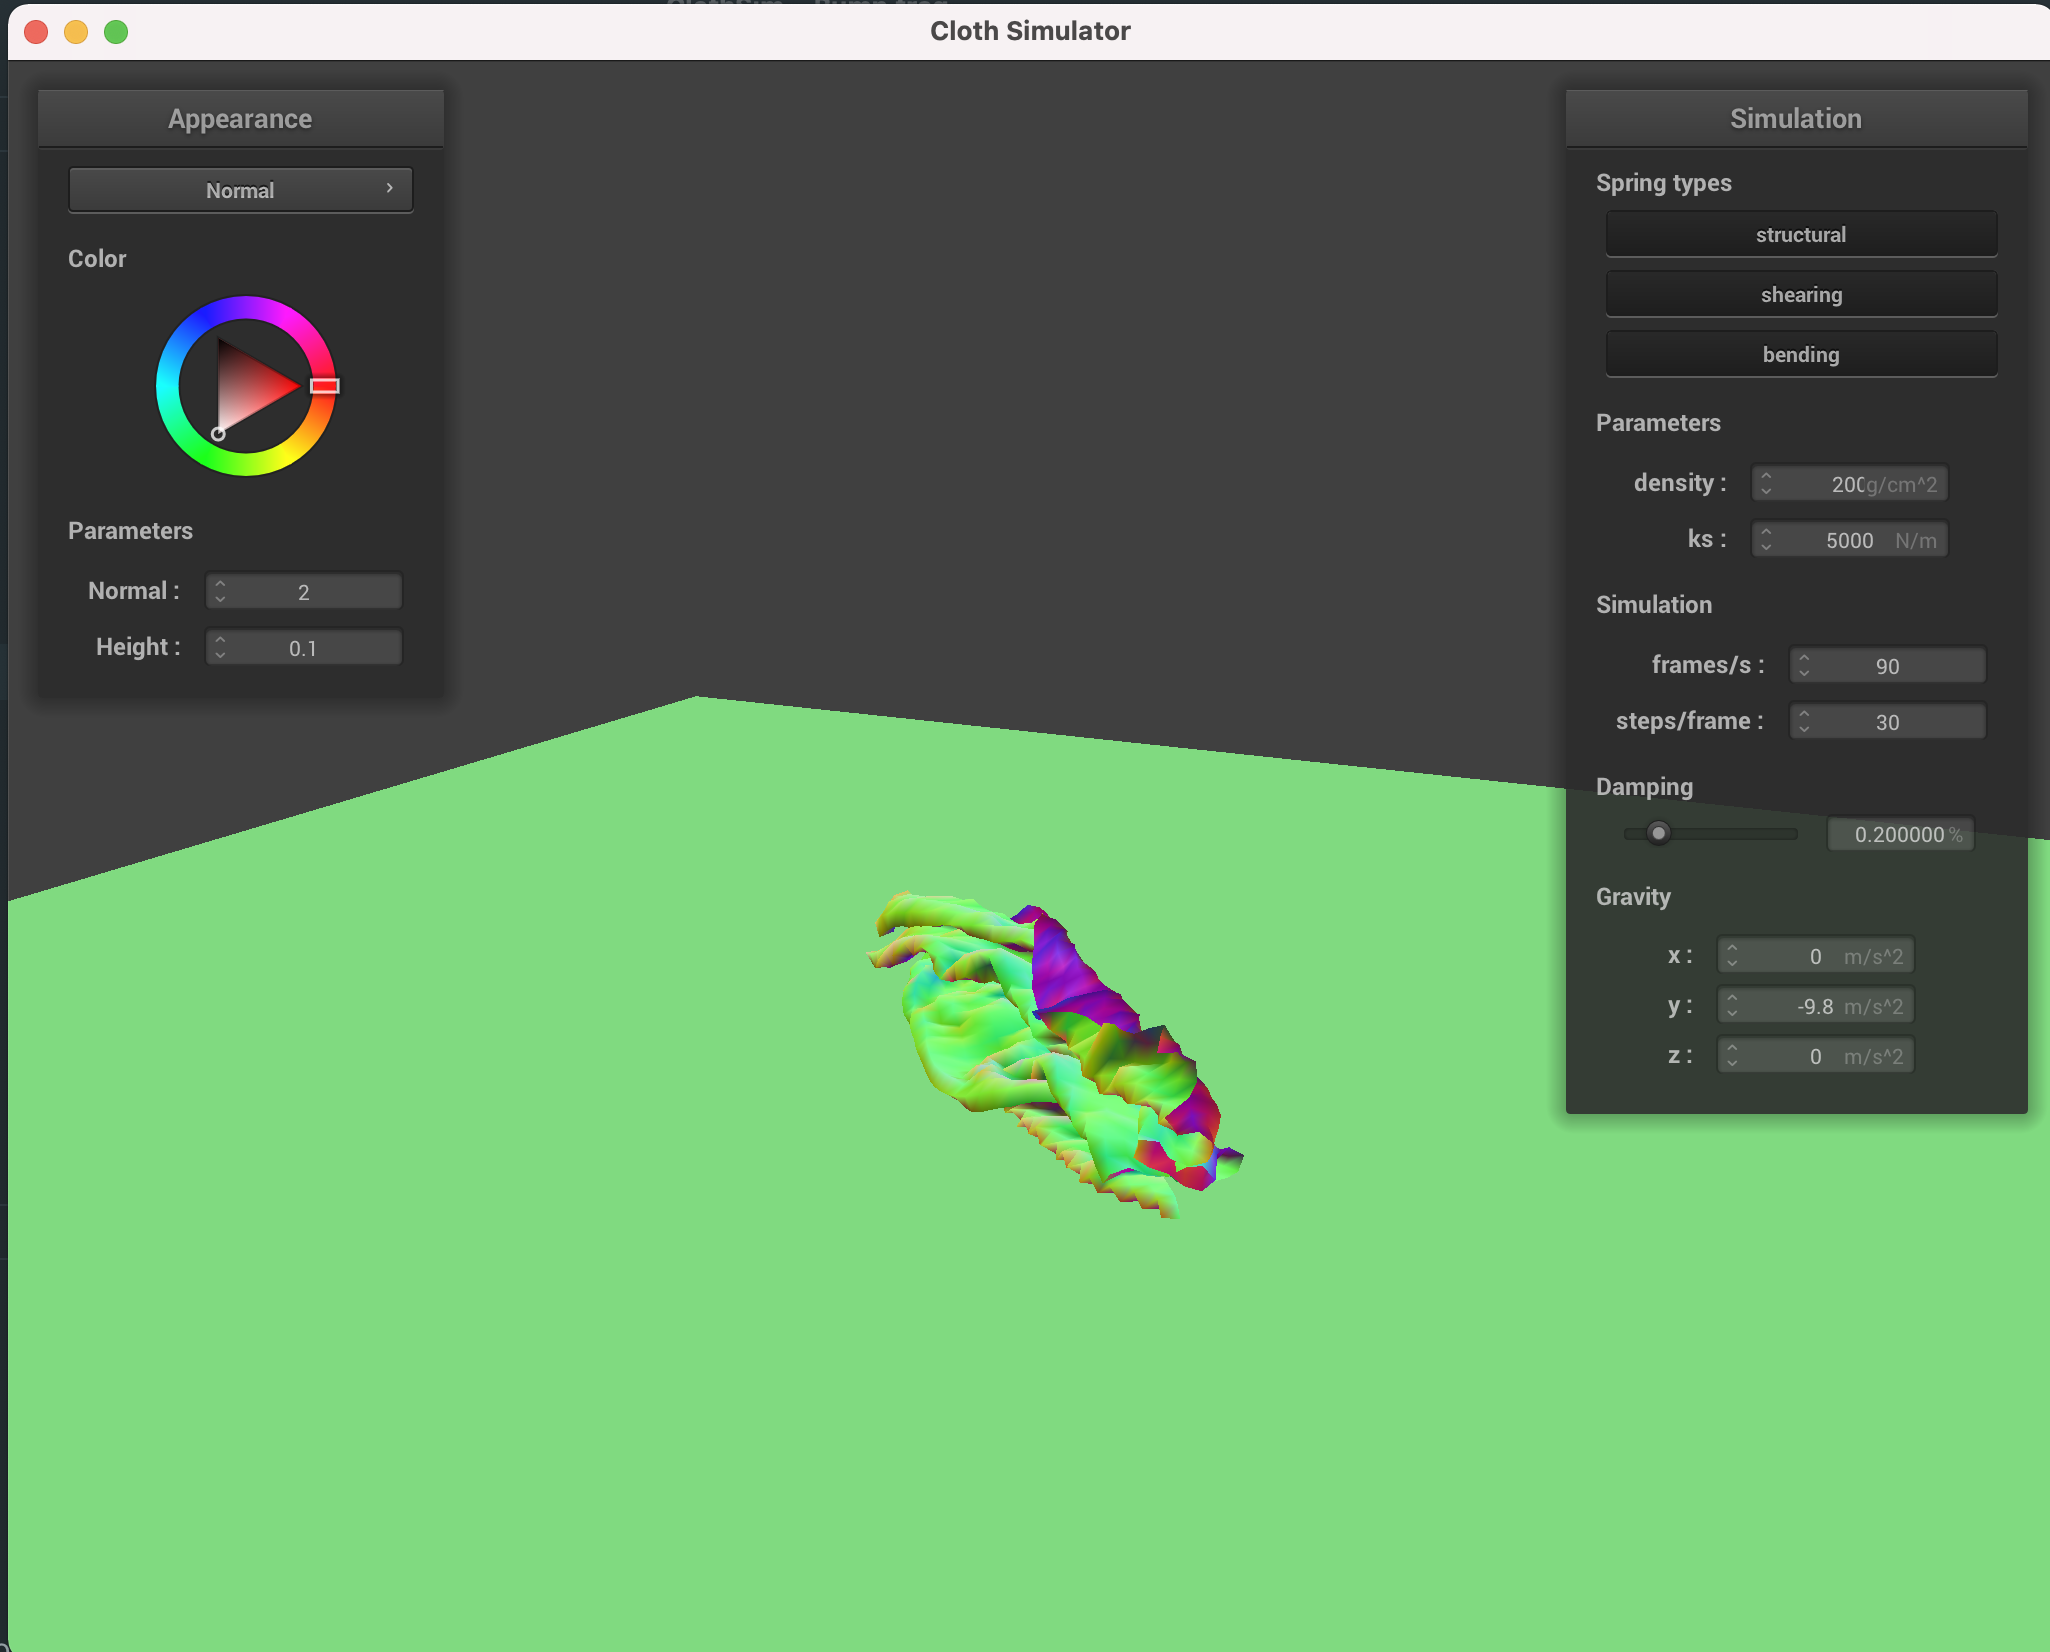 Cloth Simulator
Appearance
Normal
Color
Parameters
Normal :
2
Height :
0.1
Simulation
Spring types
structural
shearing
bending
Parameters
density :
200 g/cm^2
ks :
5000 N/m
Simulation
frames/s :
90
steps/frame :
30
Damping
0.200000 %
Gravity
x :
0 m/s^2
y :
-9.8 m/s^2
z :
0 m/s^2